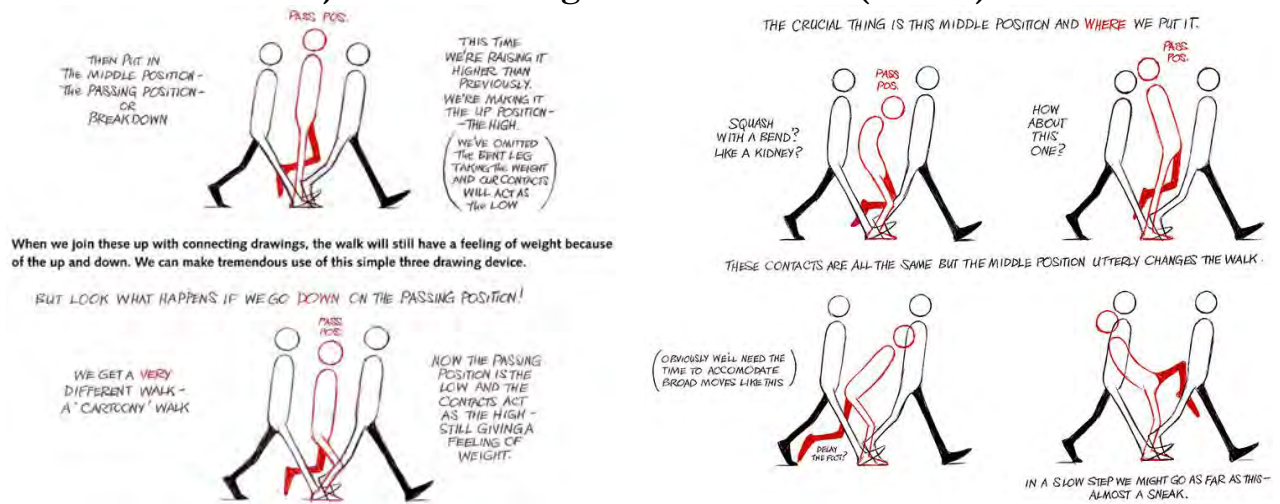 PASS POS.
THEN PUT IN
THE MIDDLE POSITION -
THE PASSING POSITION -
OR
BREAKDOWN
THIS TIME
WE'RE RAISING IT
HIGHER THAN
PREVIOUSLY.
WE'RE MAKING IT
THE UP POSITION -
- THE HIGH.
(WE'VE OMITTED
THE BENT LEG
TAKING THE WEIGHT
AND OUR CONTACTS
WILL ACT AS
THE LOW)
When we join these up with connecting drawings, the walk will still have a feeling of weight because
of the up and down. We can make tremendous use of this simple three drawing device.
BUT LOOK WHAT HAPPENS IF WE GO DOWN ON THE PASSING POSITION!
PASS
POS.
WE GET A VERY
DIFFERENT WALK -
A 'CARTOONY' WALK
NOW THE PASSING
POSITION IS THE
LOW AND THE
CONTACTS ACT
AS THE HIGH -
STILL GIVING A
FEELING OF
WEIGHT.
THE CRUCIAL THING IS THIS MIDDLE POSITION AND WHERE WE PUT IT.
PASS
POS.
SQUASH
WITH A BEND?
LIKE A KIDNEY?
PASS
POS.
HOW
ABOUT
THIS
ONE?
THESE CONTACTS ARE ALL THE SAME BUT THE MIDDLE POSITION UTTERLY CHANGES THE WALK.
(OBVIOUSLY WE'LL NEED THE
TIME TO ACCOMODATE
BROAD MOVES LIKE THIS)
DELAY
THE FOOT?
IN A SLOW STEP WE MIGHT GO AS FAR AS THIS -
ALMOST A SNEAK.